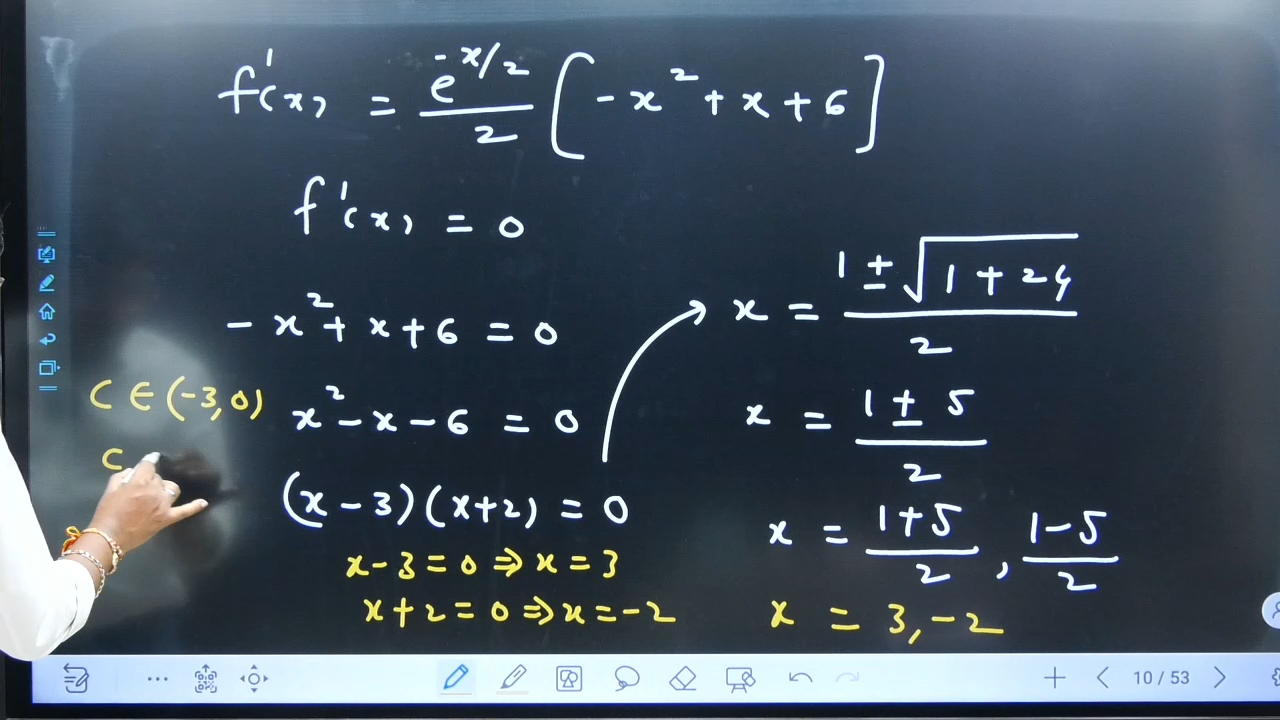 f'(x) = e^{-x/2}/2 [-x² + x + 6]
f'(x) = 0
-x² + x + 6 = 0
C ∈ (-3, 0)
x² - x - 6 = 0
C
(x - 3)(x + 2) = 0
x - 3 = 0 ⇒ x = 3
x + 2 = 0 ⇒ x = -2
x = (1 ± √(1 + 24))/2
x = (1 ± 5)/2
x = (1 + 5)/2, (1 - 5)/2
x = 3, -2
10 / 53